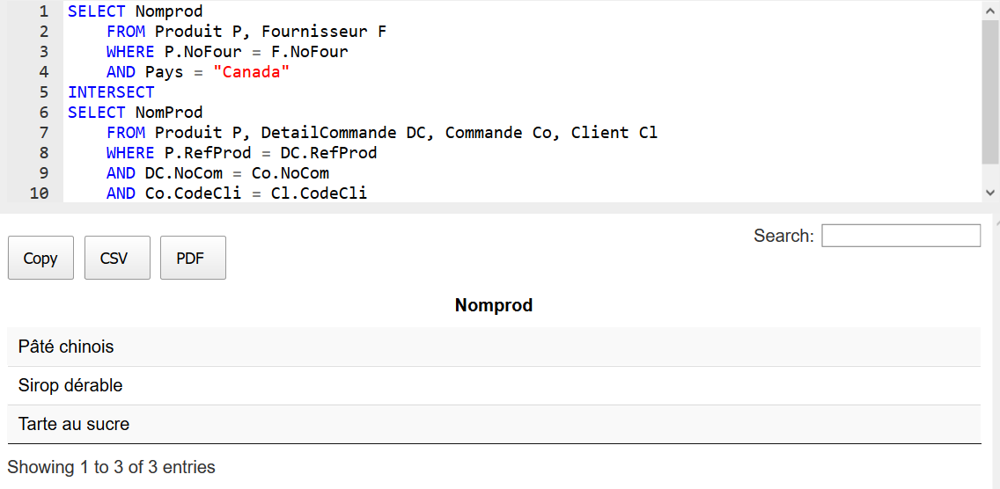 1 SELECT Nomprod
2 FROM Produit P, Fournisseur F
3 WHERE P.NoFour = F.NoFour
4 AND Pays = "Canada"
5 INTERSECT
6 SELECT NomProd
7 FROM Produit P, DetailCommande DC, Commande Co, Client Cl
8 WHERE P.RefProd = DC.RefProd
9 AND DC.NoCom = Co.NoCom
10 AND Co.CodeCli = Cl.CodeCli
Search:
Copy CSV PDF
Nomprod
Pâté chinois
Sirop dérable
Tarte au sucre
Showing 1 to 3 of 3 entries